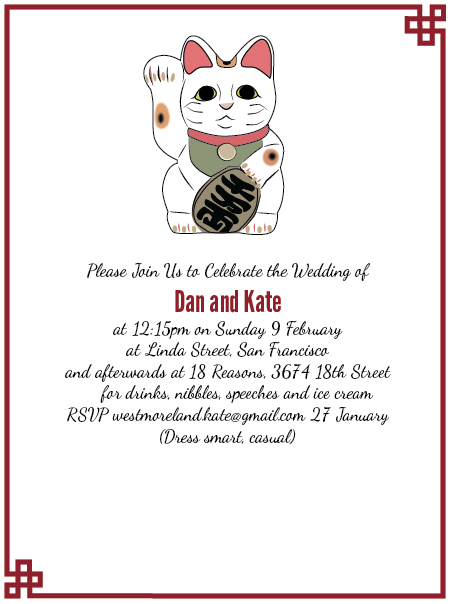 Please Join Us to Celebrate the Wedding of
Dan and Kate
at 12:15pm on Sunday 9 February
at Linda Street, San Francisco
and afterwards at 18 Reasons, 3674 18th Street
for drinks, nibbles, speeches and ice cream
RSVP westmoreland.kate@gmail.com 27 January
(Dress smart, casual)